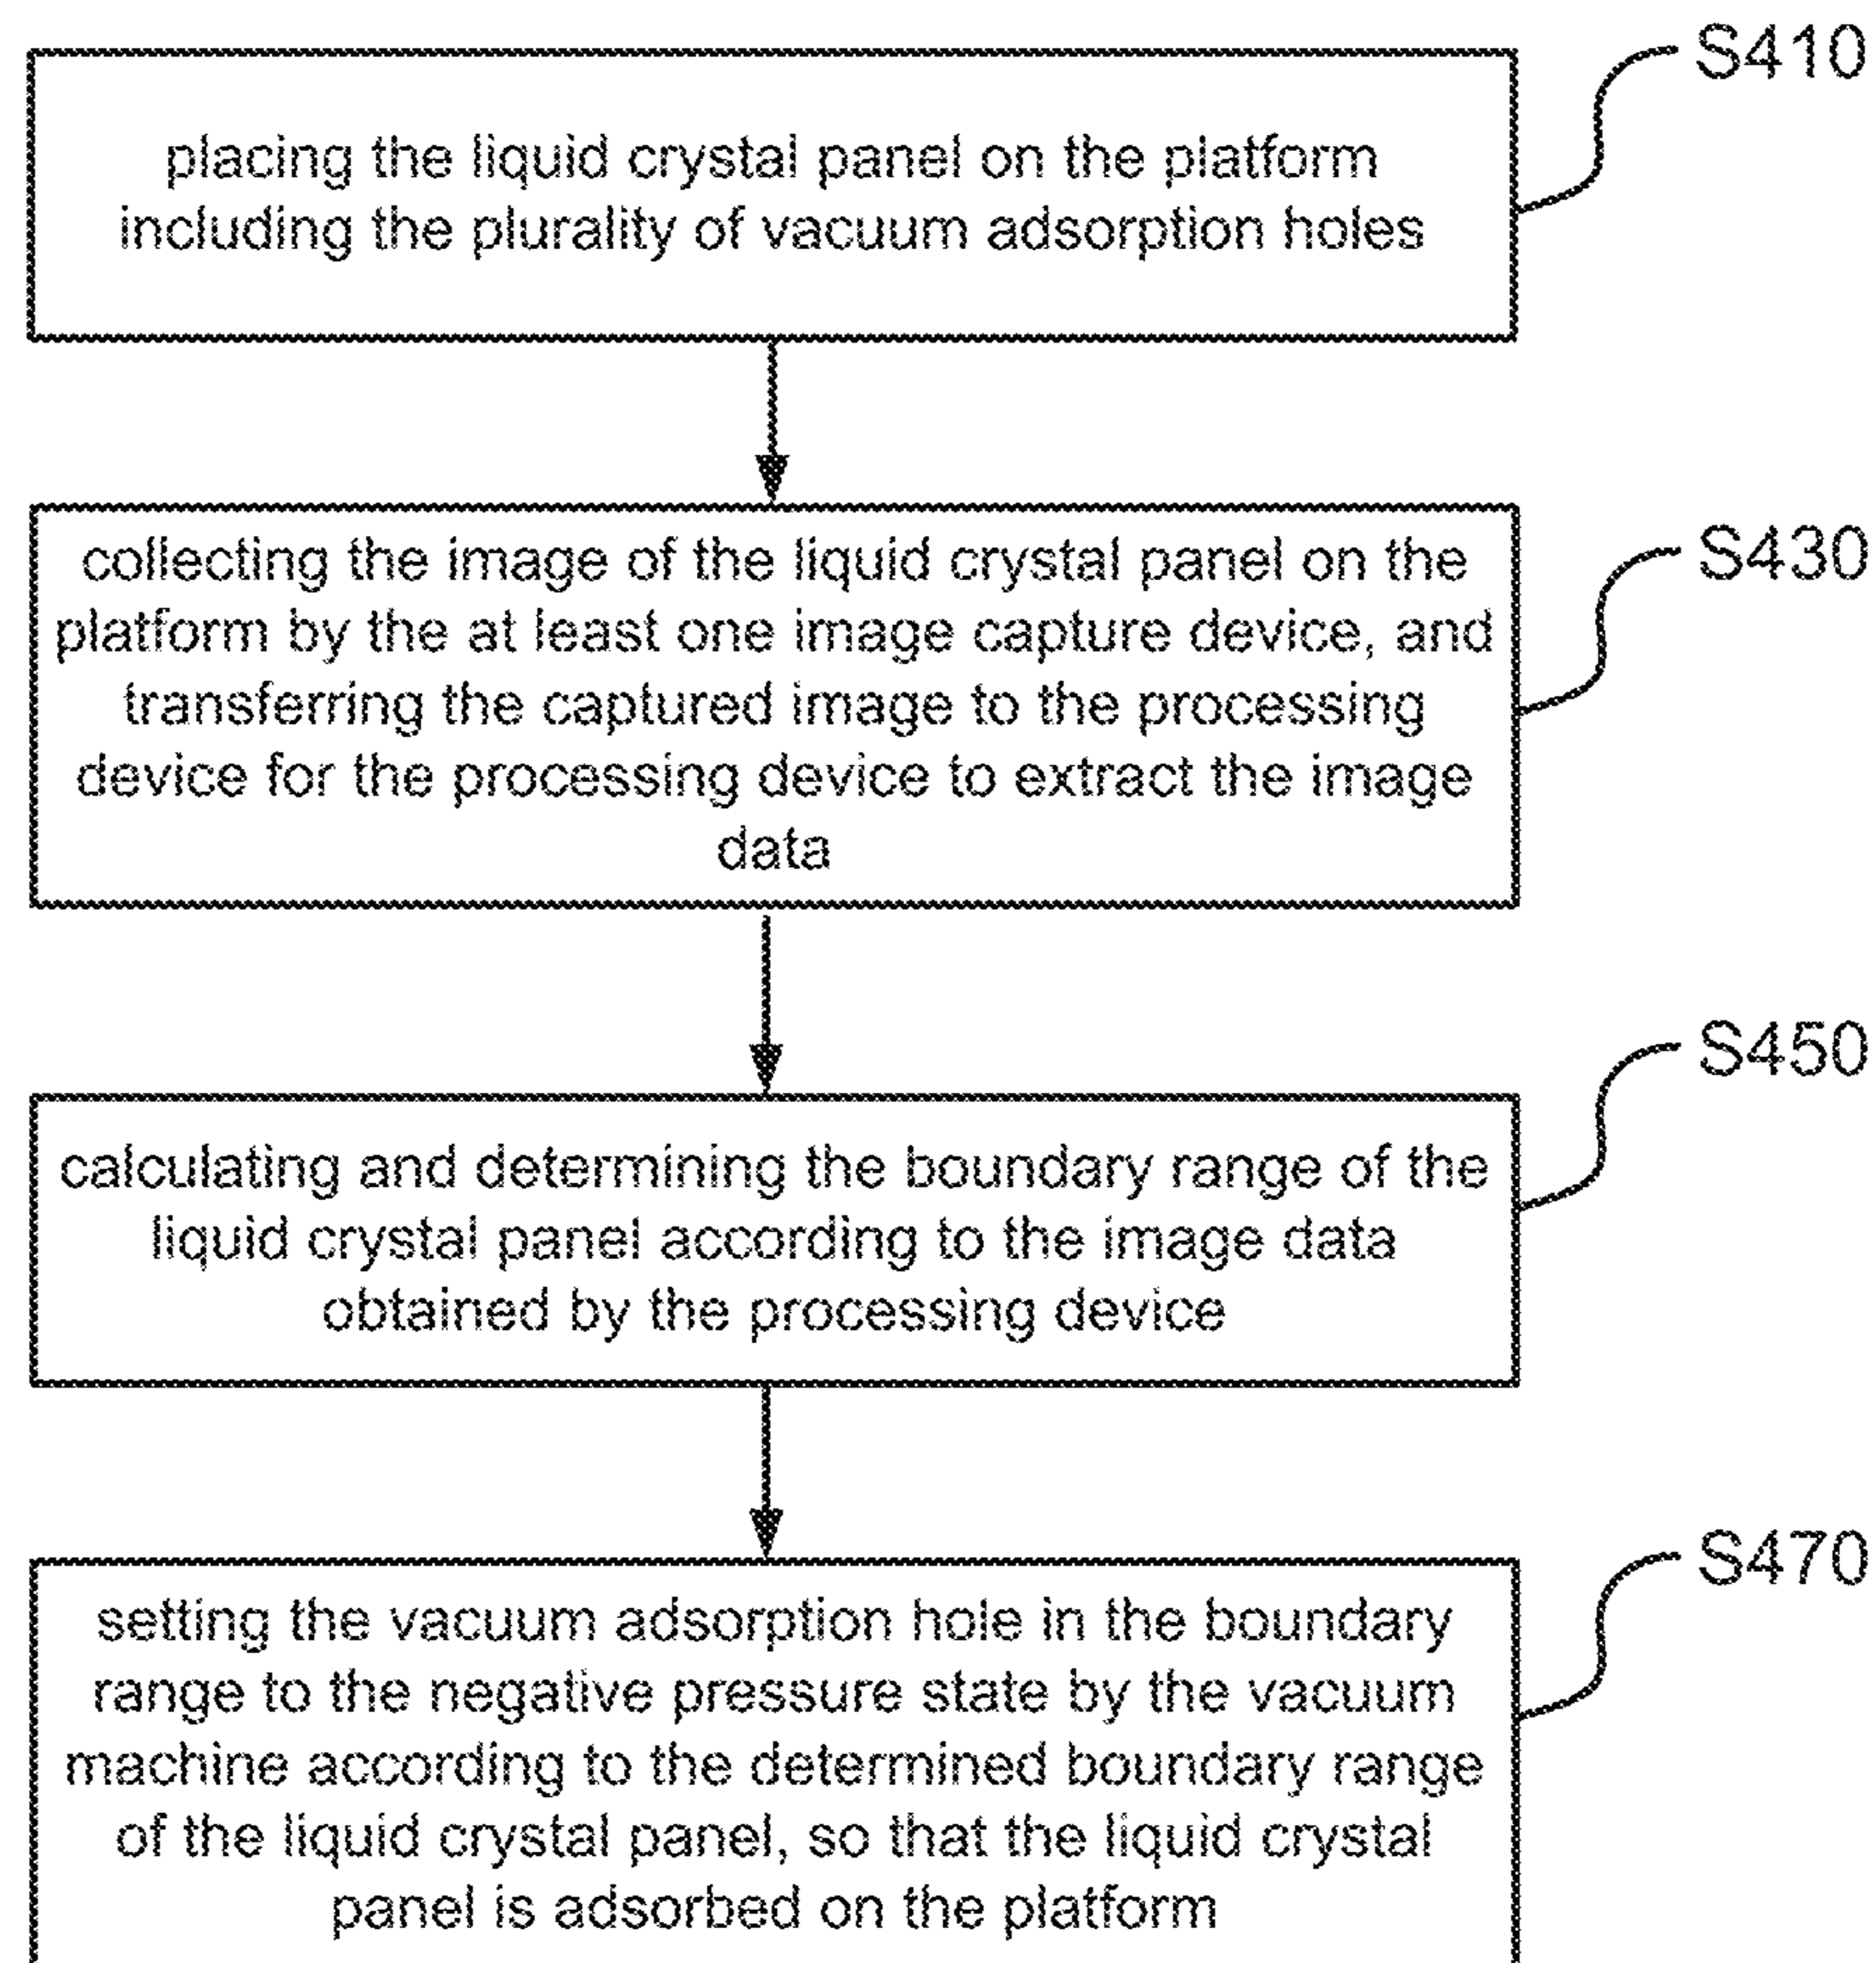 S410
placing the liquid crystal panel on the platform
including the plurality of vacuum adsorption holes
S430
collecting the image of the liquid crystal panel on the
platform by the at least one image capture device, and
transferring the captured image to the processing
device for the processing device to extract the image
data
S450
calculating and determining the boundary range of the
liquid crystal panel according to the image data
obtained by the processing device
S470
setting the vacuum adsorption hole in the boundary
range to the negative pressure state by the vacuum
machine according to the determined boundary range
of the liquid crystal panel, so that the liquid crystal
panel is adsorbed on the platform